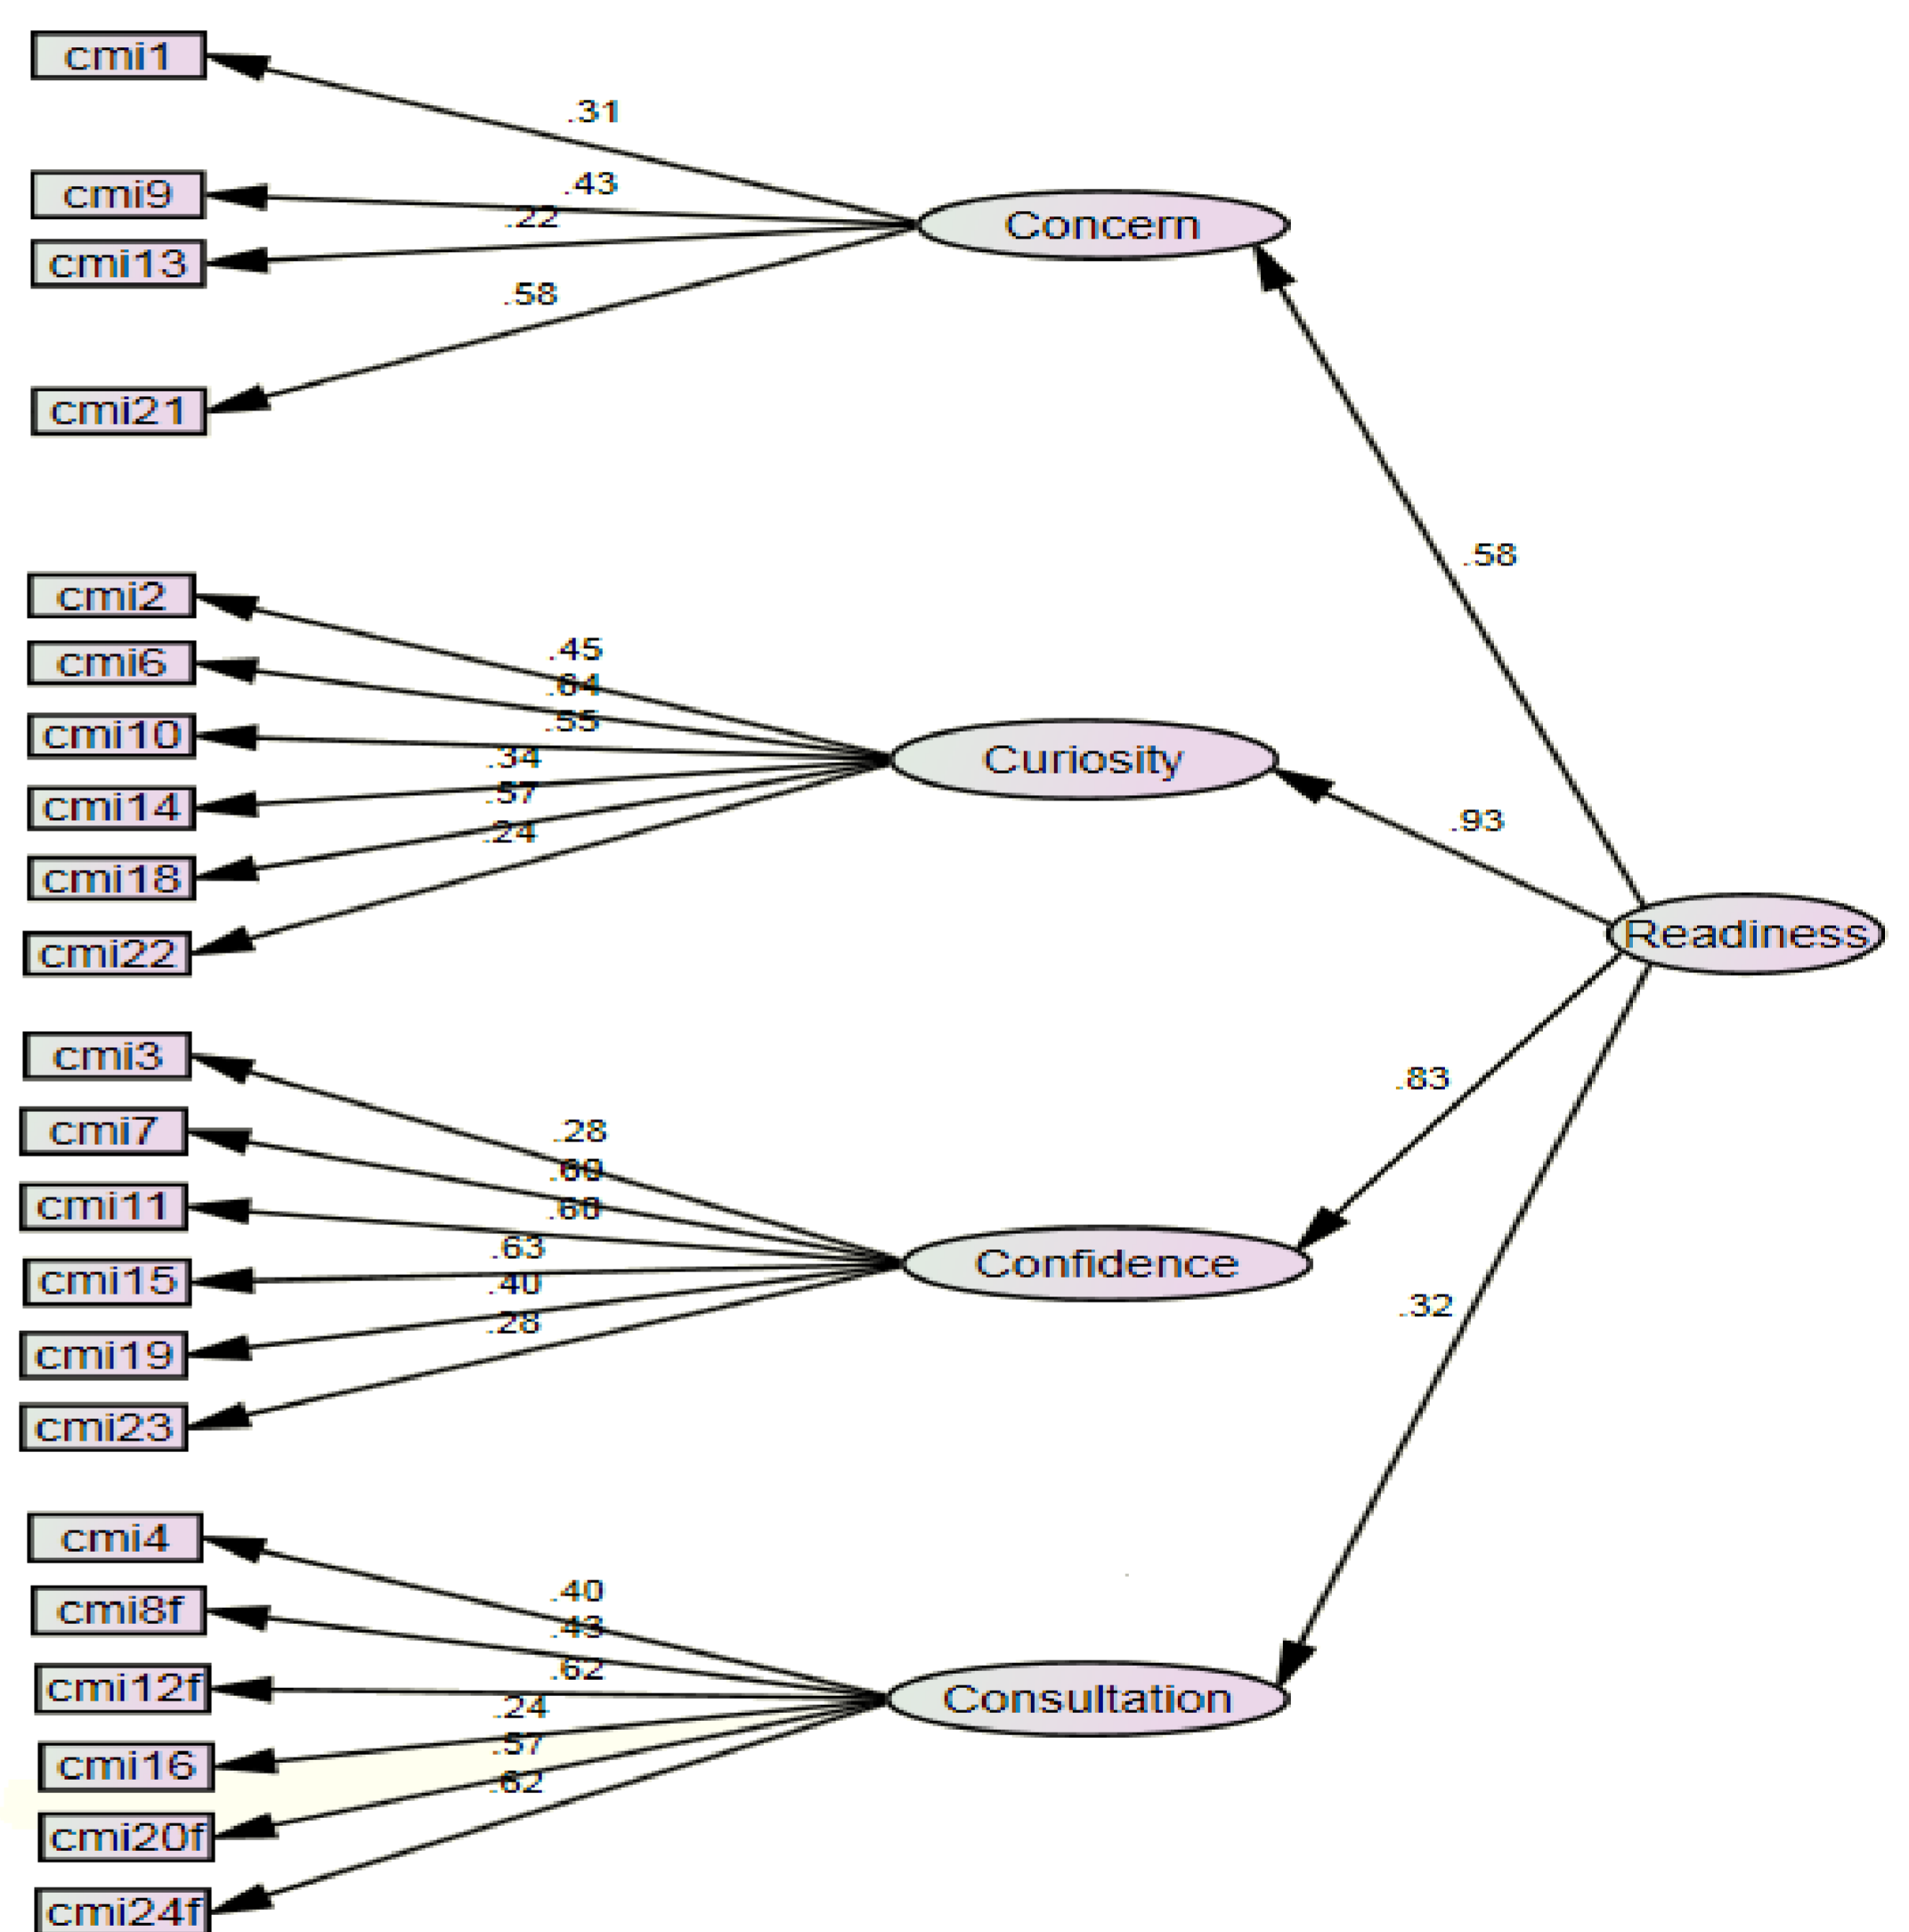 cmi1
.31
cmi9
.43
.22
cmi13
Concern
.58
cmi21
.58
cmi2
.45
cmi6
.64
.55
cmi10
Curiosity
.34
cmi14
.57
.24
cmi18
.93
cmi22
Readiness
cmi3
.83
cmi7
.28
cmi11
.63
cmi15
Confidence
.40
.28
.32
cmi19
cmi23
cmi4
.40
cmi8f
.43
.62
cmi12f
Consultation
.24
cmi16
.57
.62
cmi20f
cmi24f